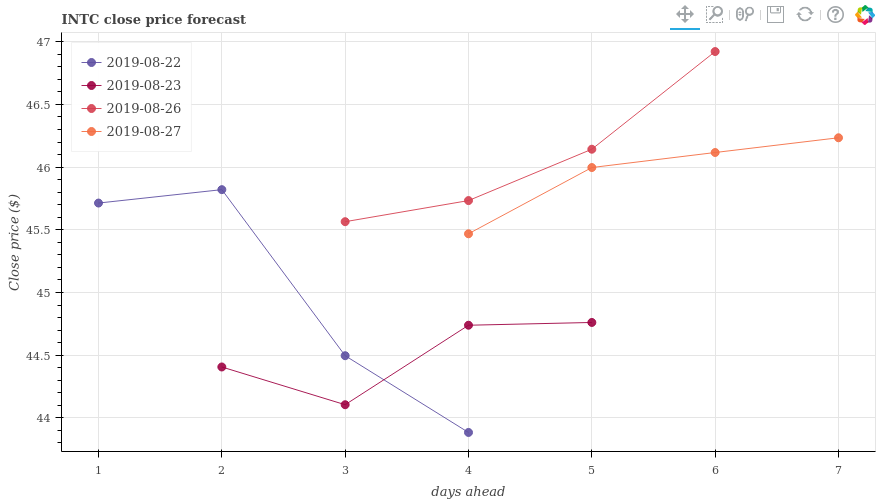 INTC close price forecast
47
46.5
46
45.5
45
44.5
44
Close price ($)
2019-08-22
2019-08-23
2019-08-26
2019-08-27
1 2 3 4 5 6 7
days ahead